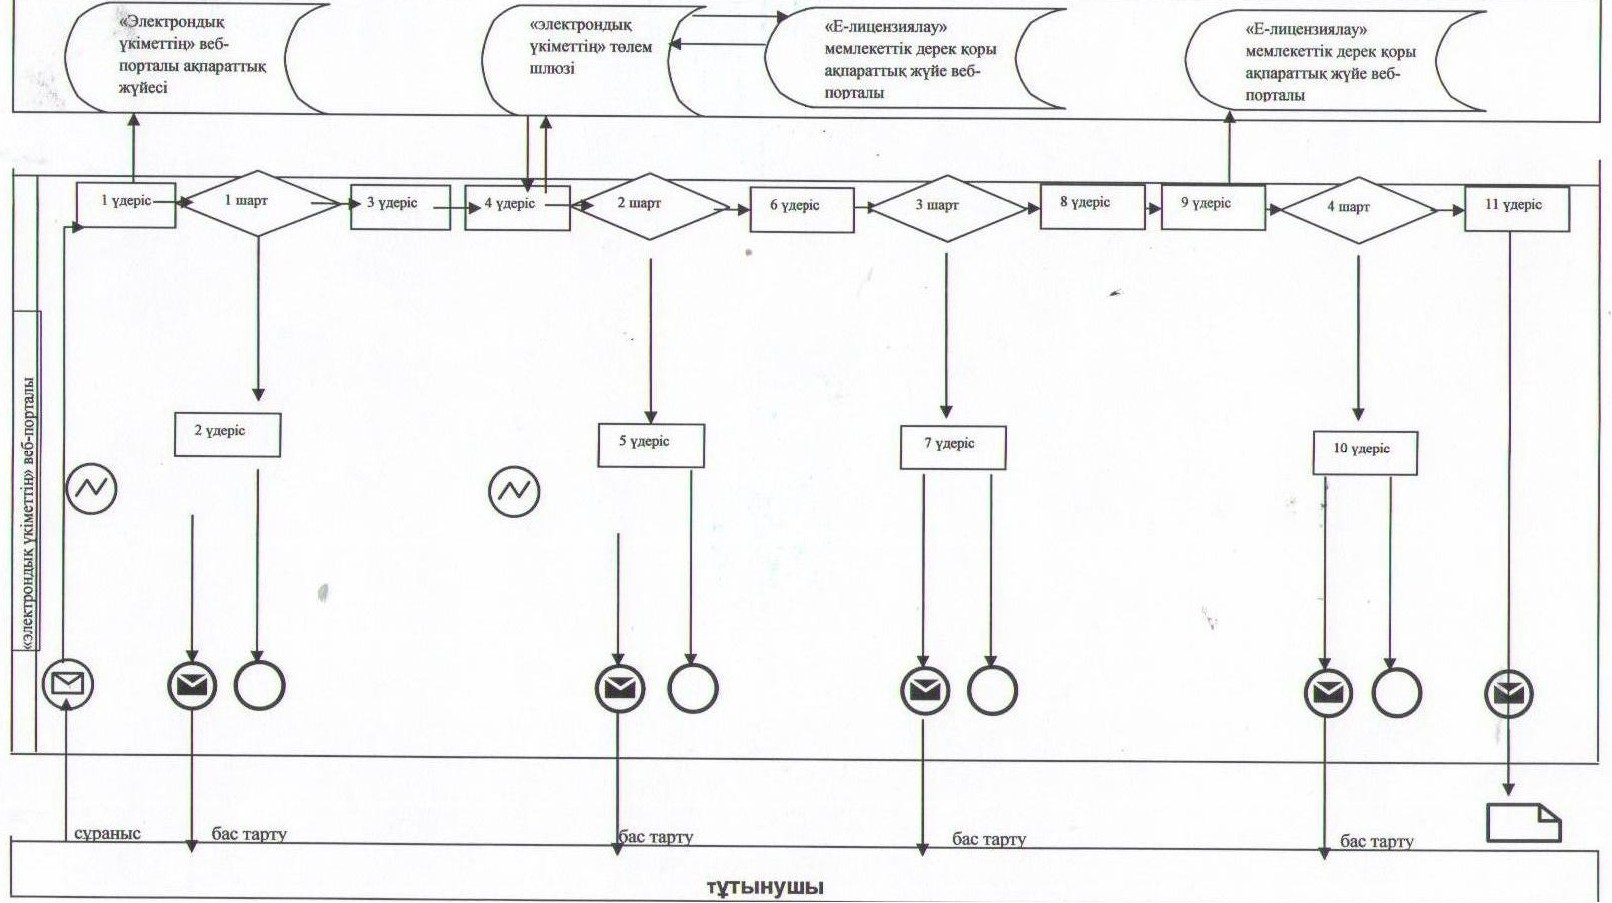 «Электрондық
үкіметтің» веб-
порталы ақпараттық
жүйесі
«электрондық
үкіметтің» төлем
шлюзі
«Е-лицензиялау»
мемлекеттік дерек қоры
ақпараттық жүйе веб-
порталы
«Е-лицензиялау»
мемлекеттік дерек қоры
ақпараттық жүйе веб-
порталы
1 үдеріс
1 шарт
3 үдеріс
4 үдеріс
2 шарт
6 үдеріс
3 шарт
8 үдеріс
9 үдеріс
4 шарт
11 үдеріс
2 үдеріс
5 үдеріс
7 үдеріс
10 үдеріс
«электрондык үкіметтің» веб-порталы
сұраныс
бас тарту
бас тарту
бас тарту
бас тарту
тұтынушы